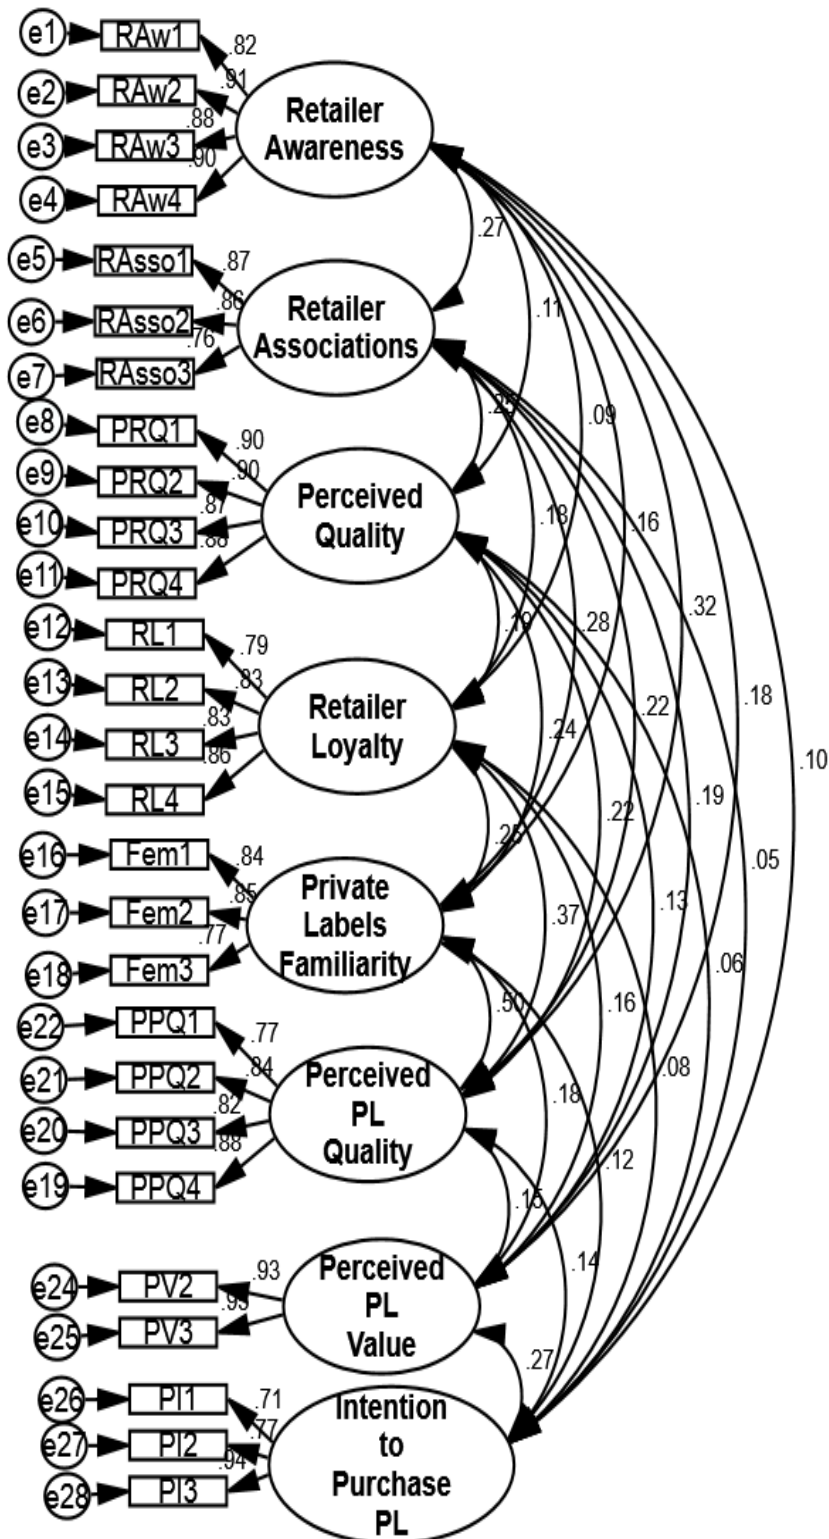 e1
RAw1
.82
e2
RAw2
.91
e3
RAw3
.88
e4
RAw4
.90
Retailer
Awareness
.27
e5
RAsso1
.87
e6
RAsso2
.86
e7
RAsso3
.76
Retailer
Associations
.11
.25
.09
e8
PRQ1
.90
e9
PRQ2
.90
e10
PRQ3
.87
e11
PRQ4
.88
Perceived
Quality
.18
.16
.19
.28
.32
e12
RL1
.79
e13
RL2
.83
e14
RL3
.83
e15
RL4
.86
Retailer
Loyalty
.24
.22
.18
.10
.25
.22
.19
e16
Fem1
.84
e17
Fem2
.85
e18
Fem3
.77
Private
Labels
Familiarity
.37
.13
.05
.50
.16
.06
e22
PPQ1
.77
e21
PPQ2
.84
e20
PPQ3
.82
e19
PPQ4
.88
Perceived
PL
Quality
.18
.08
.15
.12
e24
PV2
.93
e25
PV3
Perceived
PL
Value
.14
.27
e26
PI1
.71
e27
PI2
.77
e28
PI3
.94
Intention
to
Purchase
PL